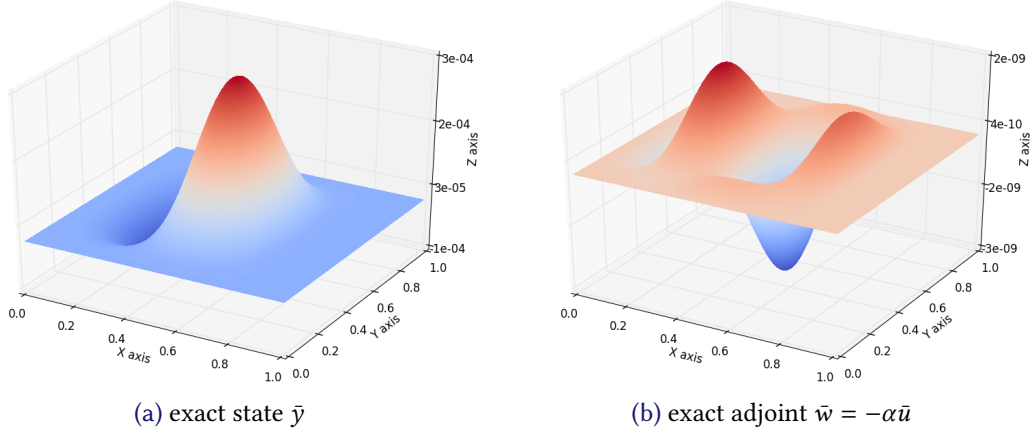 3e-04
2e-04
3e-05
-1e-04
Z axis
0.0
0.2
0.4
0.6
0.8
1.0
X axis
0.0
0.2
0.4
0.6
0.8
1.0
Y axis
(a) exact state ȳ
2e-09
4e-10
-2e-09
-3e-09
Z axis
0.0
0.2
0.4
0.6
0.8
1.0
X axis
0.0
0.2
0.4
0.6
0.8
1.0
Y axis
(b) exact adjoint w̄ = −αū